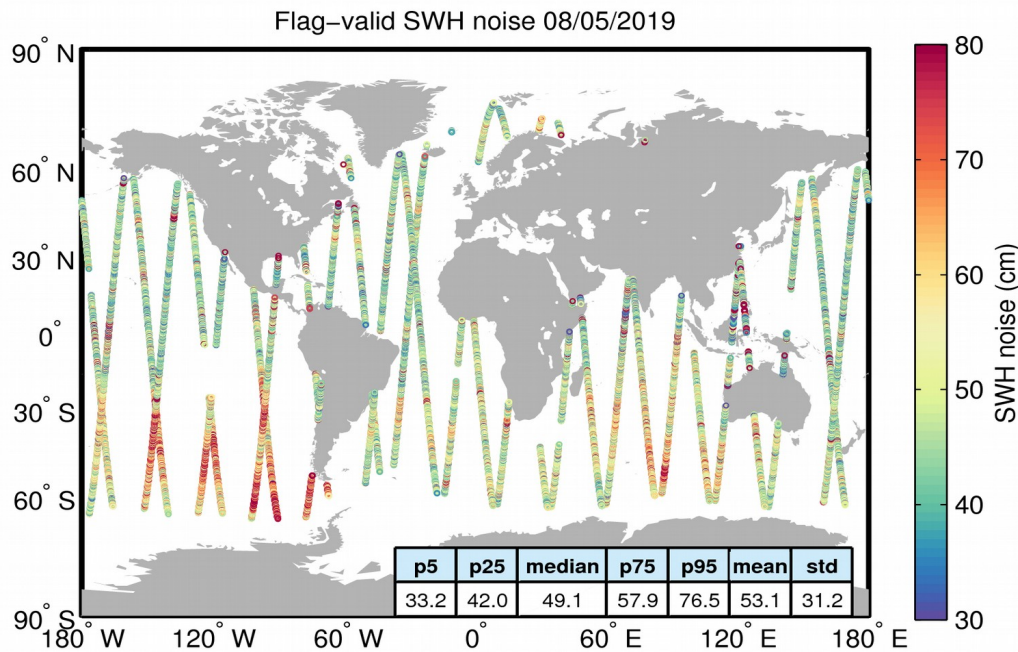 Flag−valid SWH noise 08/05/2019
90° N
60° N
30° N
0°
30° S
60° S
90° S
180° W
120° W
60° W
0°
60° E
120° E
180° E
80
70
60
50
40
30
SWH noise (cm)
p5 p25 median p75 p95 mean std
33.2 42.0 49.1 57.9 76.5 53.1 31.2